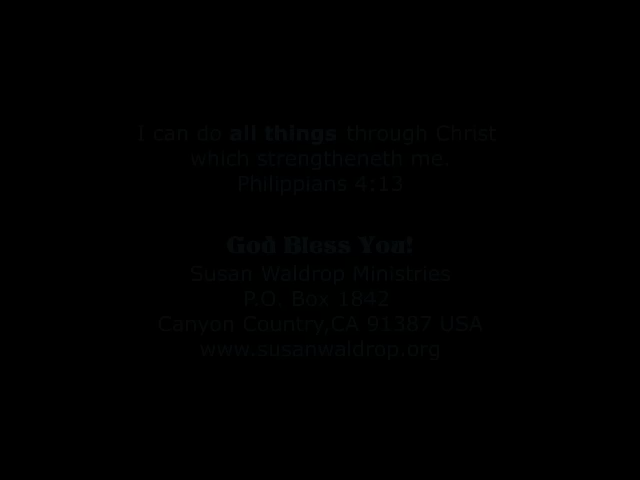 I can do all things through Christ
which strengtheneth me.
Philippians 4:13
God Bless You!
Susan Waldrop Ministries
P.O. Box 1842
Canyon Country,CA 91387 USA
www.susanwaldrop.org